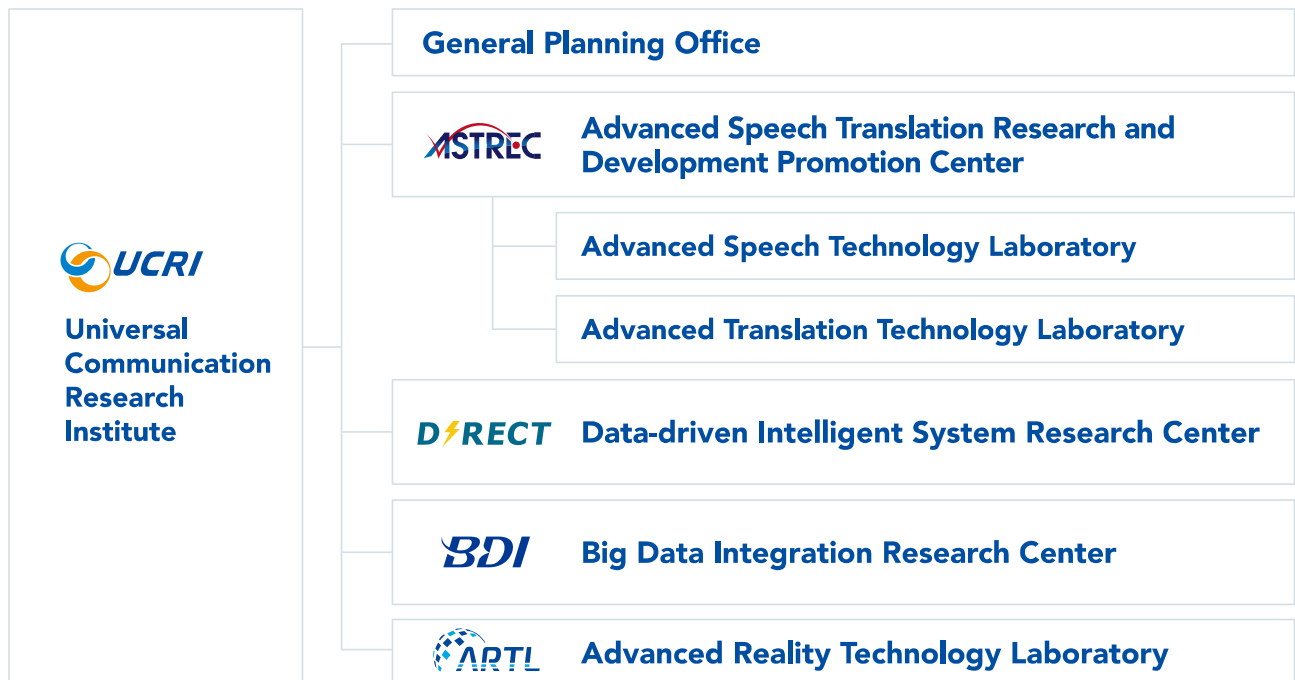 UCRI
Universal
Communication
Research
Institute
General Planning Office
ASTREC
Advanced Speech Translation Research and
Development Promotion Center
Advanced Speech Technology Laboratory
Advanced Translation Technology Laboratory
DIRECT
Data-driven Intelligent System Research Center
BDI
Big Data Integration Research Center
ARTL
Advanced Reality Technology Laboratory